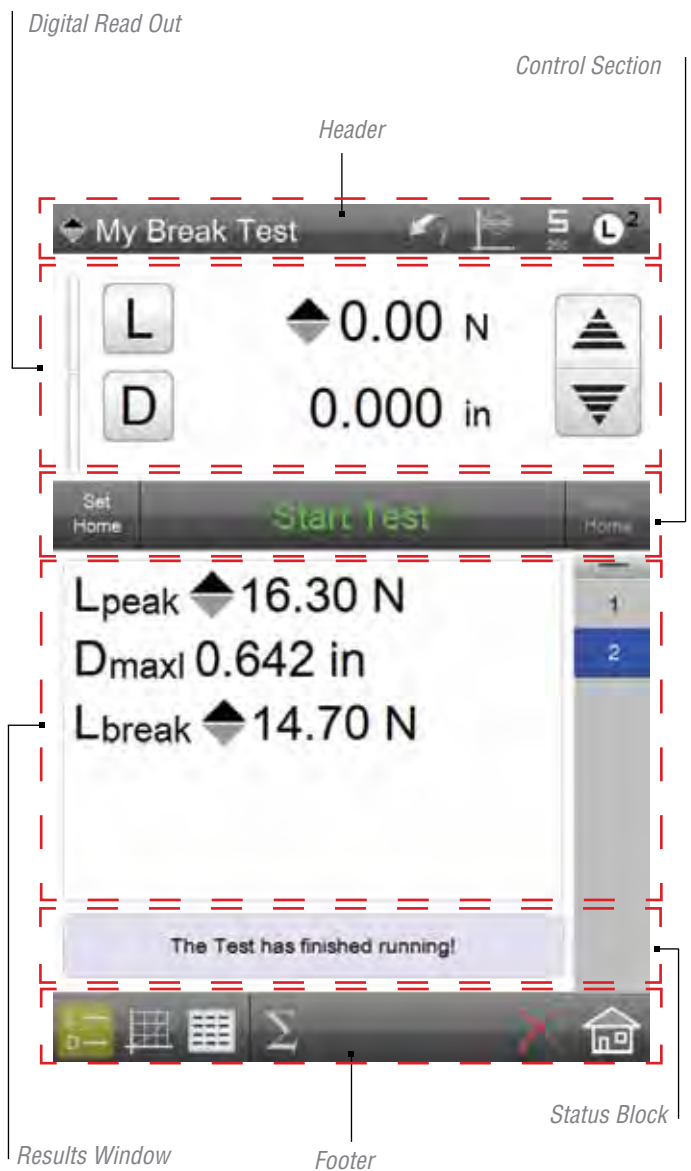 Digital Read Out
Control Section
Header
My Break Test
L 2
L 0.00 N
D 0.000 in
Set
Home
Start Test
Home
Lpeak 16.30 N
Dmaxl 0.642 in
Lbreak 14.70 N
1
2
The Test has finished running!
Status Block
Results Window
Footer